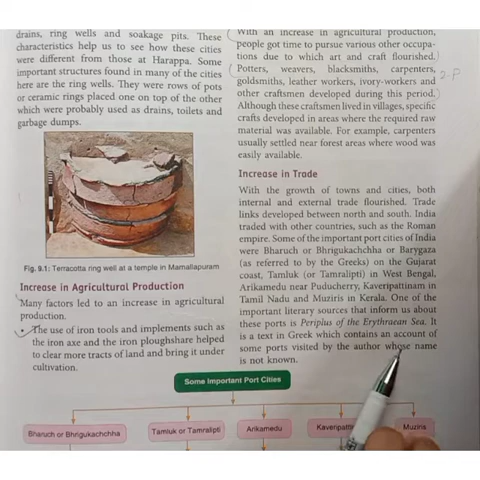 drains, ring wells and soakage pits. These
characteristics help us to see how these cities
were different from those at Harappa. Some
important structures found in many of the cities
here are the ring wells. They were rows of pots
or ceramic rings placed one on top of the other
which were probably used as drains, toilets and
garbage dumps.
Fig. 9.1: Terracotta ring well at a temple in Mamallapuram
Increase in Agricultural Production
Many factors led to an increase in agricultural
production.
• The use of iron tools and implements such as
the iron axe and the iron ploughshare helped
to clear more tracts of land and bring it under
cultivation.
With an increase in agricultural production,
people got time to pursue various other occupa-
tions due to which art and craft flourished.
Potters, weavers, blacksmiths, carpenters,
goldsmiths, leather workers, ivory-workers and
other craftsmen developed during this period.
Although these craftsmen lived in villages, specific
crafts developed in areas where the required raw
material was available. For example, carpenters
usually settled near forest areas where wood was
easily available.
Increase in Trade
With the growth of towns and cities, both
internal and external trade flourished. Trade
links developed between north and south. India
traded with other countries, such as the Roman
empire. Some of the important port cities of India
were Bharuch or Bhrigukachchha or Barygaza
(as referred to by the Greeks) on the Gujarat
coast, Tamluk (or Tamralipti) in West Bengal,
Arikamedu near Puducherry, Kaveripattinam in
Tamil Nadu and Muziris in Kerala. One of the
important literary sources that inform us about
these ports is Periplus of the Erythraean Sea. It
is a text in Greek which contains an account of
some ports visited by the author whose name
is not known.
Some Important Port Cities
Bharuch or Bhrigukachchha
Tamluk or Tamralipti
Arikamedu
Kaveripatti
Muziris